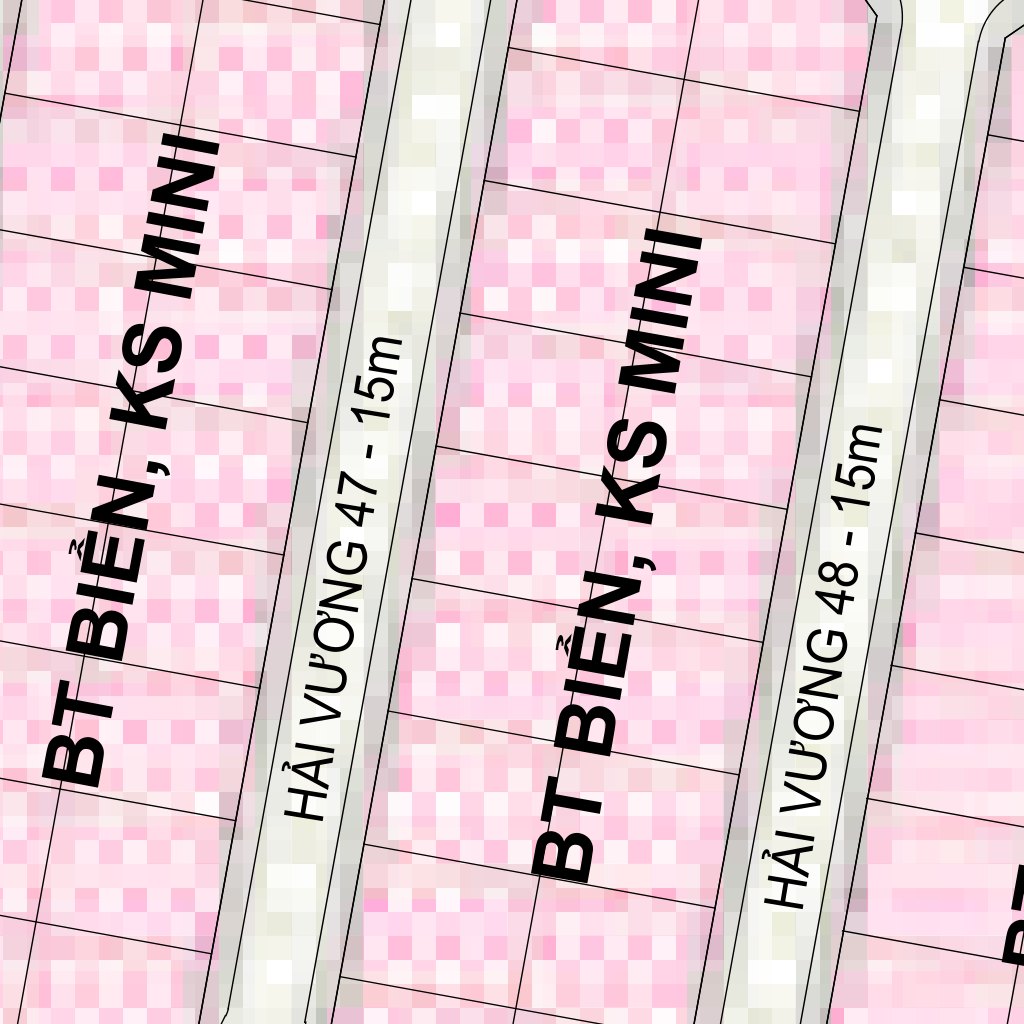 BT BIỂN, KS MINI
HẢI VƯƠNG 47 - 15m
BT BIỂN, KS MINI
HẢI VƯƠNG 48 - 15m